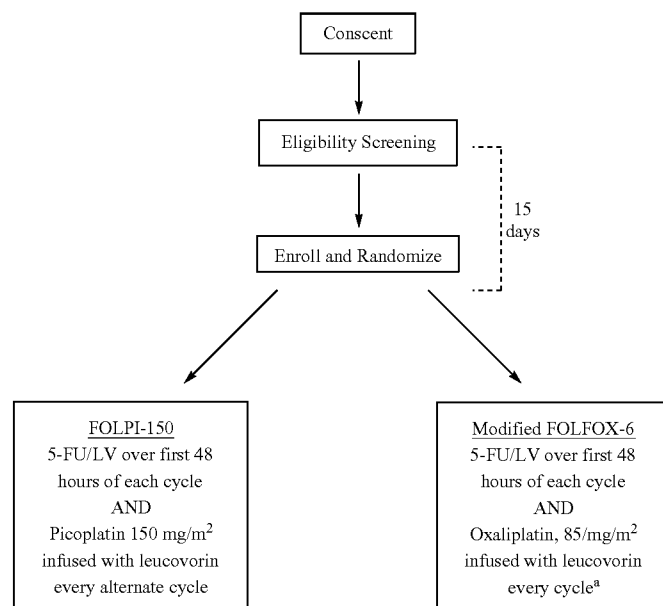 Conscent
Eligibility Screening
15
days
Enroll and Randomize
FOLPI-150
5-FU/LV over first 48
hours of each cycle
AND
Picoplatin 150 mg/m²
infused with leucovorin
every alternate cycle
Modified FOLFOX-6
5-FU/LV over first 48
hours of each cycle
AND
Oxaliplatin, 85/mg/m²
infused with leucovorin
every cycleᵃ